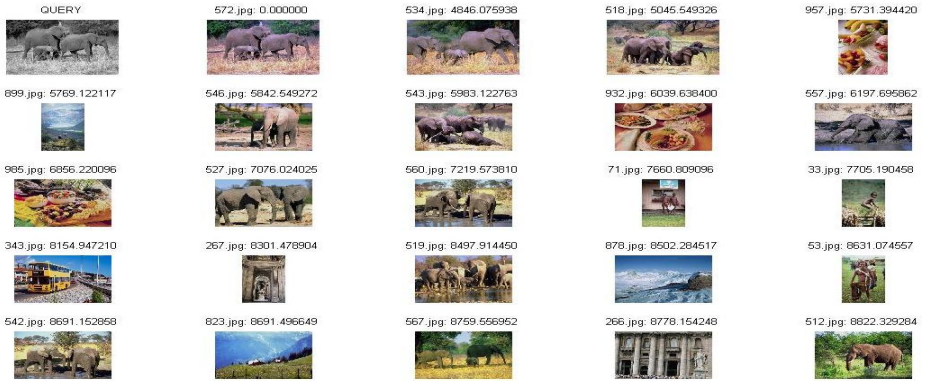 QUERY 572.jpg: 0.000000 534.jpg: 4846.075938 518.jpg: 5045.549326 957.jpg: 5731.394420
899.jpg: 5769.122117 546.jpg: 5842.549272 543.jpg: 5983.122763 932.jpg: 6039.638400 557.jpg: 6197.695862
985.jpg: 6856.220096 527.jpg: 7076.024025 560.jpg: 7219.573810 71.jpg: 7660.809096 33.jpg: 7705.190458
343.jpg: 8154.947210 267.jpg: 8301.478904 519.jpg: 8497.914450 878.jpg: 8502.284517 53.jpg: 8631.074557
542.jpg: 8691.152858 823.jpg: 8691.496649 567.jpg: 8759.556952 266.jpg: 8778.154248 512.jpg: 8822.329284